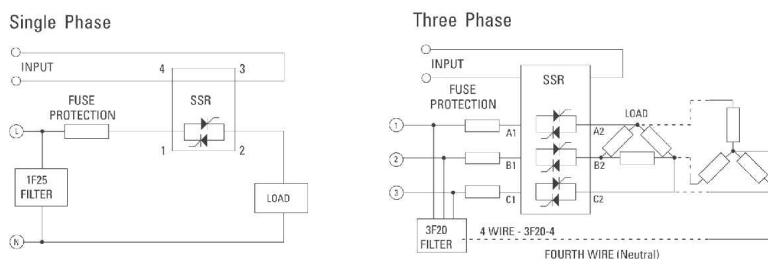 Single Phase
INPUT
4
3
FUSE
PROTECTION
SSR
L
1
2
1F25
FILTER
LOAD
N
Three Phase
INPUT
FUSE
PROTECTION
SSR
LOAD
1
A1
A2
2
B1
B2
3
C1
C2
3F20
FILTER
4 WIRE - 3F20-4
FOURTH WIRE (Neutral)